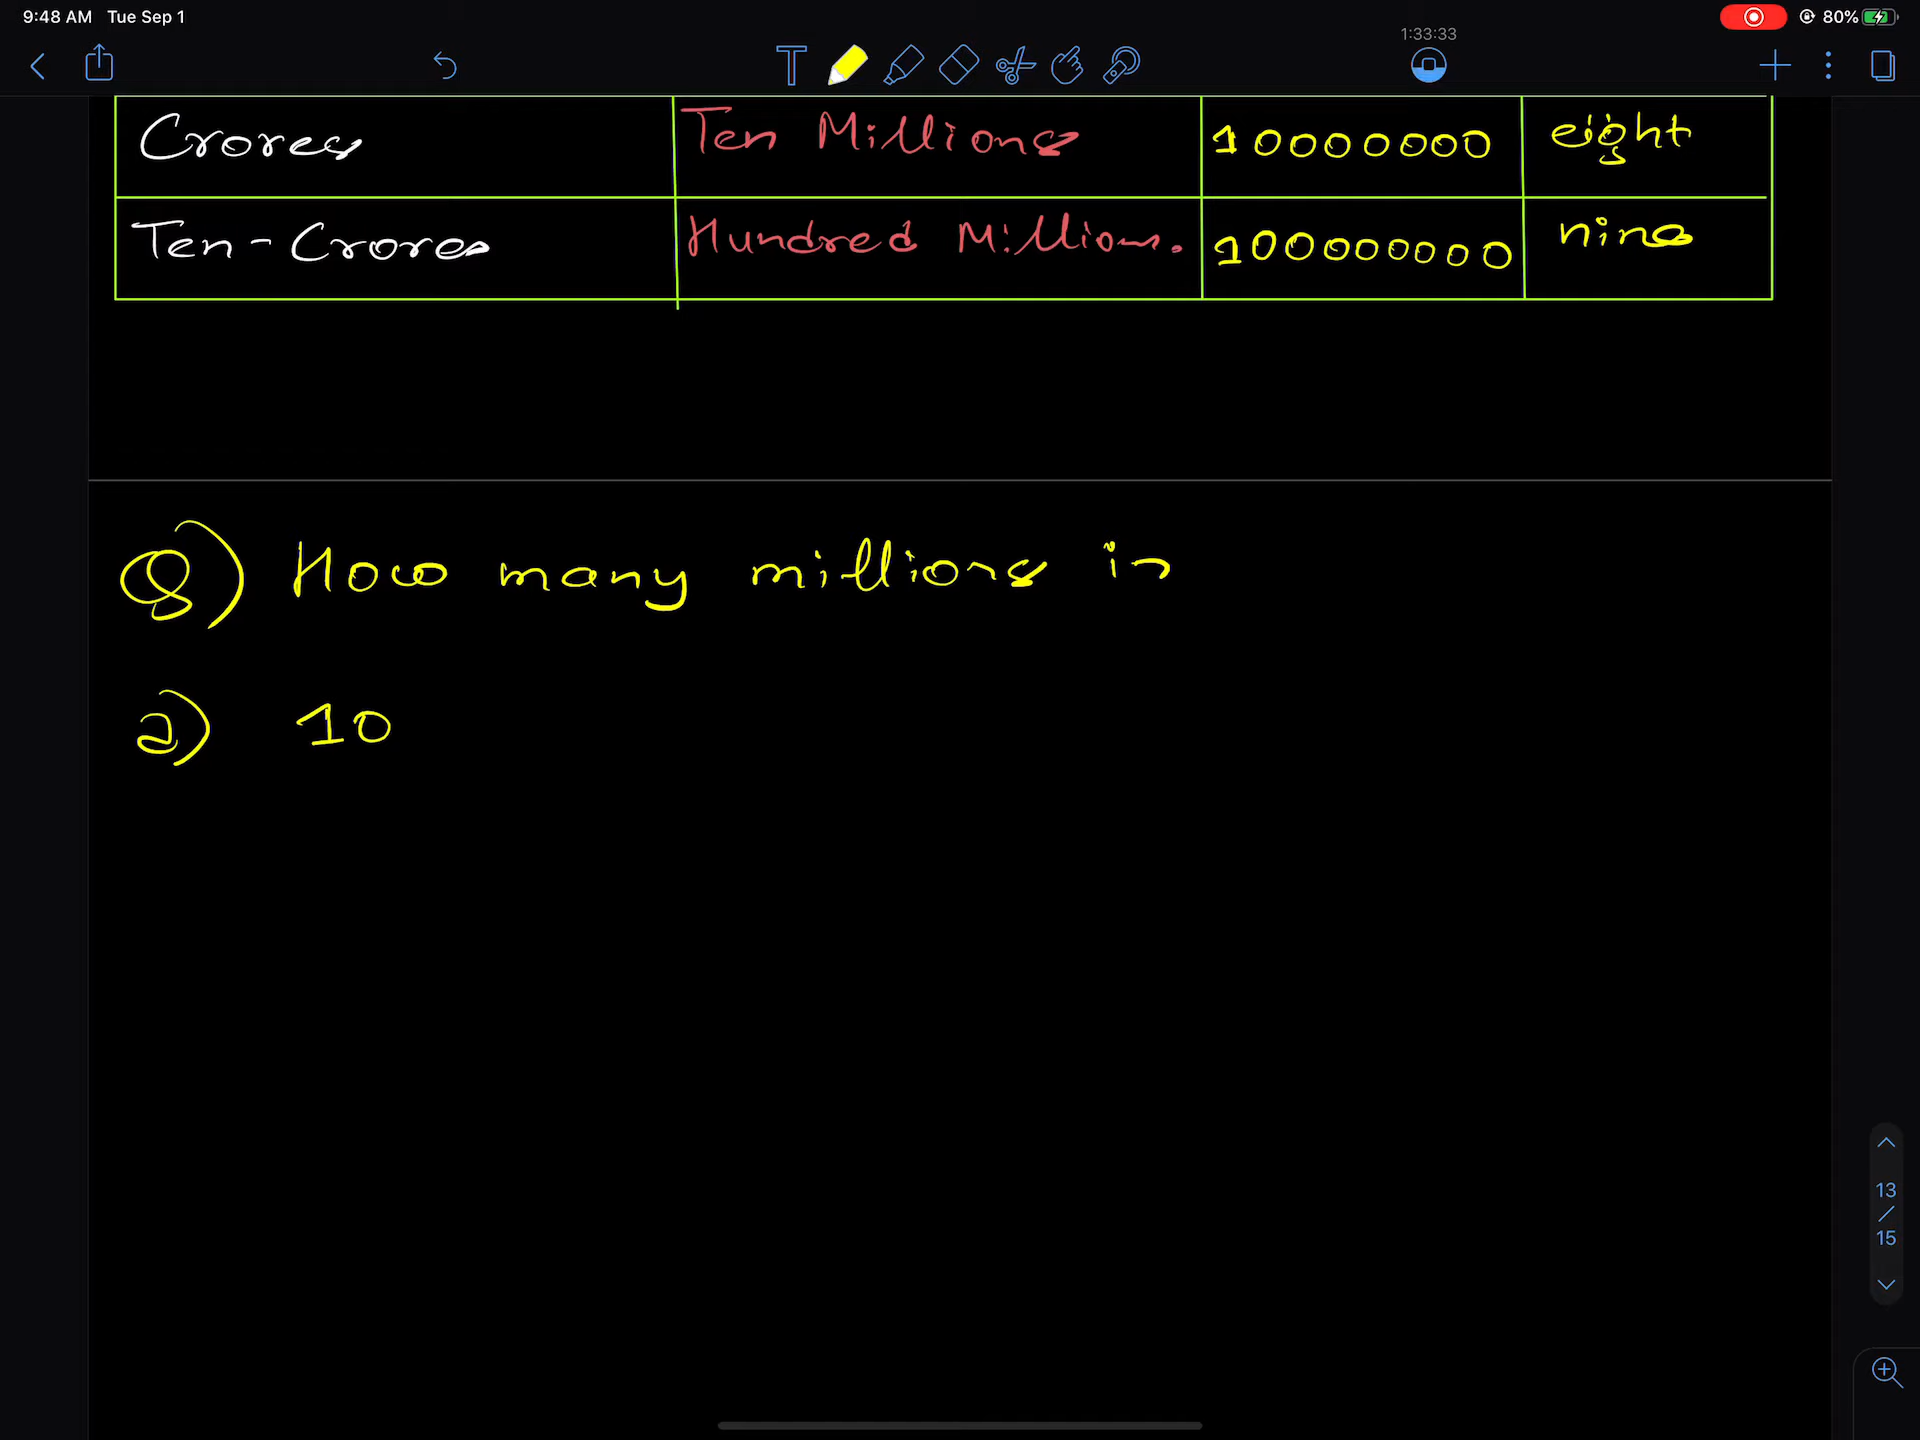 9:48 AM Tue Sep 1
80%
1:33:33
Crores Ten Millions 10000000 eight
Ten-Crores Hundred Millions. 100000000 nine
Q) How many millions in
a) 10
13
/
15